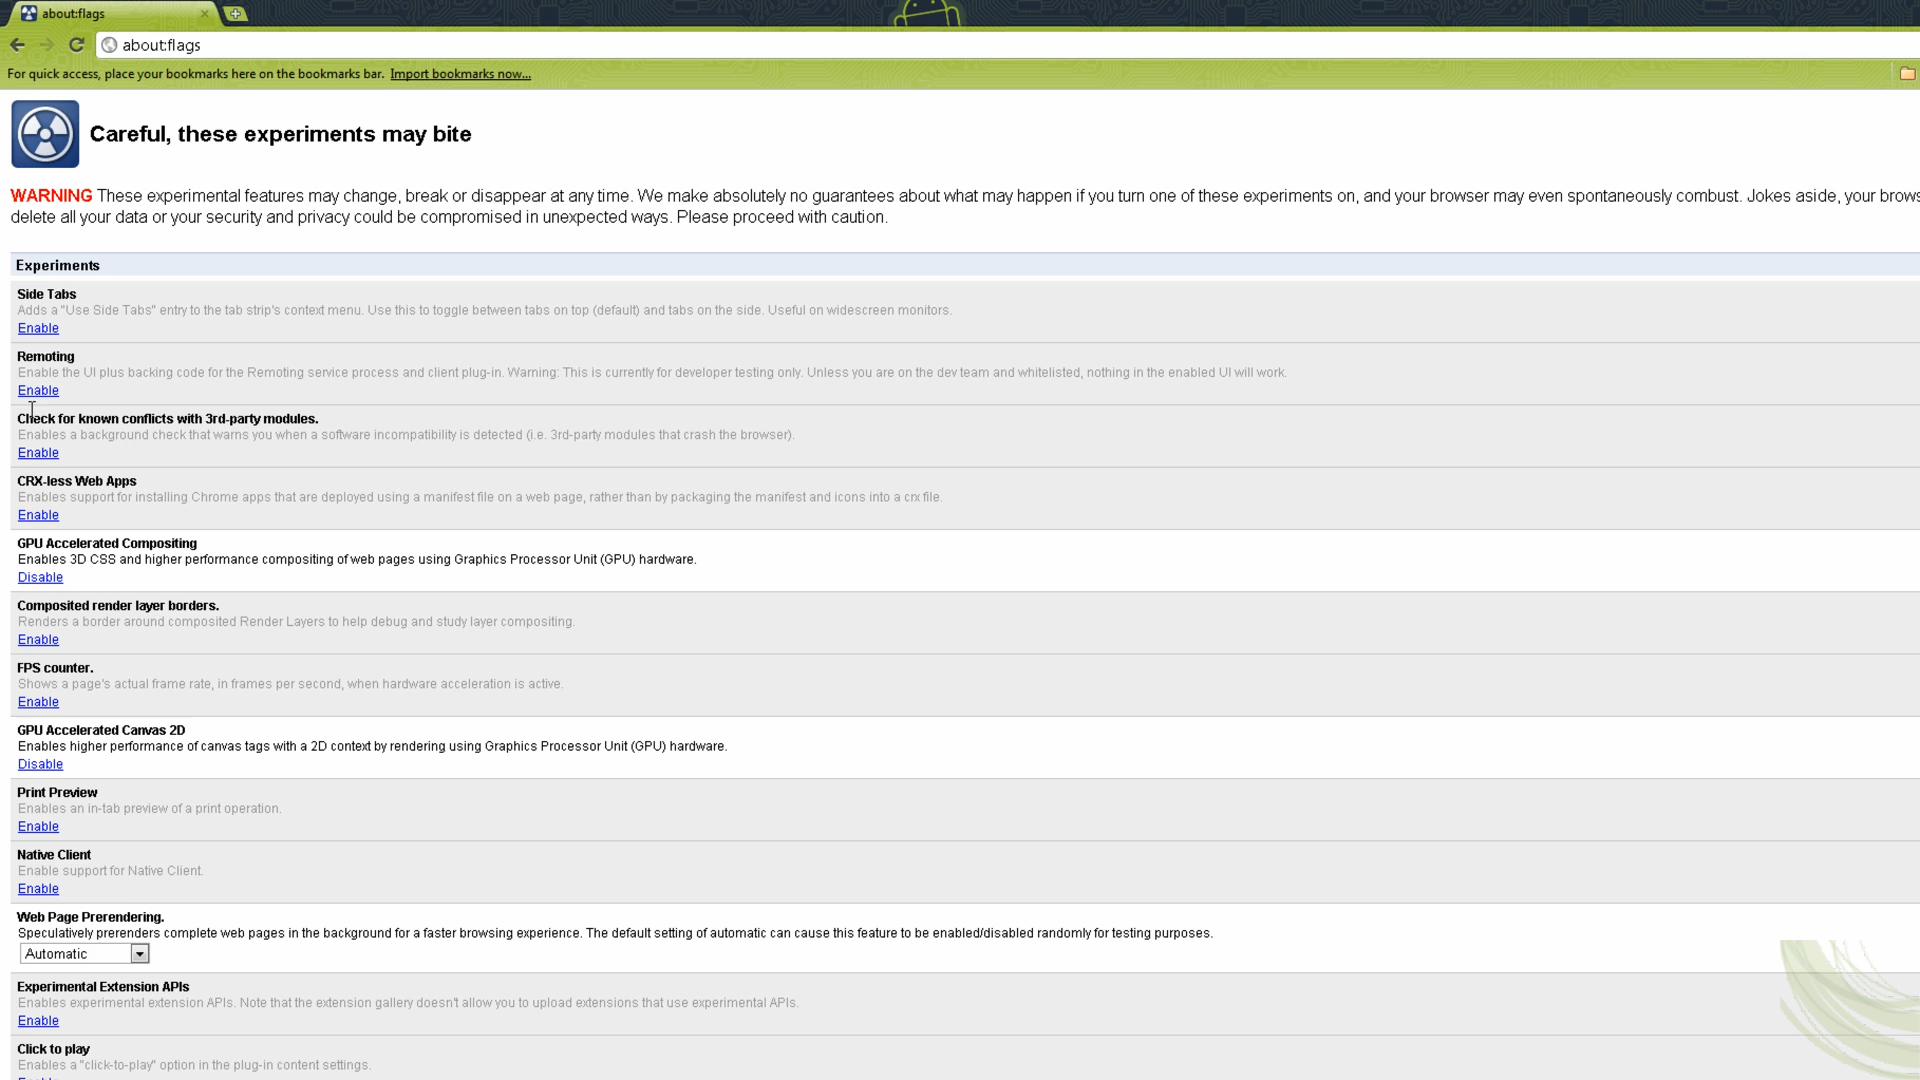 about:flags
about:flags
For quick access, place your bookmarks here on the bookmarks bar. Import bookmarks now...
Careful, these experiments may bite
WARNING These experimental features may change, break or disappear at any time. We make absolutely no guarantees about what may happen if you turn one of these experiments on, and your browser may even spontaneously combust. Jokes aside, your
delete all your data or your security and privacy could be compromised in unexpected ways. Please proceed with caution.
Experiments
Side Tabs
Adds a "Use Side Tabs" entry to the tab strip's context menu. Use this to toggle between tabs on top (default) and tabs on the side. Useful on widescreen monitors.
Enable
Remoting
Enable the UI plus backing code for the Remoting service process and client plug-in. Warning: This is currently for developer testing only. Unless you are on the dev team and whitelisted, nothing in the enabled UI will work.
Enable
Check for known conflicts with 3rd-party modules.
Enables a background check that warns you when a software incompatibility is detected (i.e. 3rd-party modules that crash the browser).
Enable
CRX-less Web Apps
Enables support for installing Chrome apps that are deployed using a manifest file on a web page, rather than by packaging the manifest and icons into a crx file.
Enable
GPU Accelerated Compositing
Enables 3D CSS and higher performance compositing of web pages using Graphics Processor Unit (GPU) hardware.
Disable
Composited render layer borders.
Renders a border around composited Render Layers to help debug and study layer compositing.
Enable
FPS counter.
Shows a page's actual frame rate, in frames per second, when hardware acceleration is active.
Enable
GPU Accelerated Canvas 2D
Enables higher performance of canvas tags with a 2D context by rendering using Graphics Processor Unit (GPU) hardware.
Disable
Print Preview
Enables an in-tab preview of a print operation.
Enable
Native Client
Enable support for Native Client.
Enable
Web Page Prerendering.
Speculatively prerenders complete web pages in the background for a faster browsing experience. The default setting of automatic can cause this feature to be enabled/disabled randomly for testing purposes.
Automatic
Experimental Extension APIs
Enables experimental extension APIs. Note that the extension gallery doesn't allow you to upload extensions that use experimental APIs.
Enable
Click to play
Enables a "click-to-play" option in the plug-in content settings.